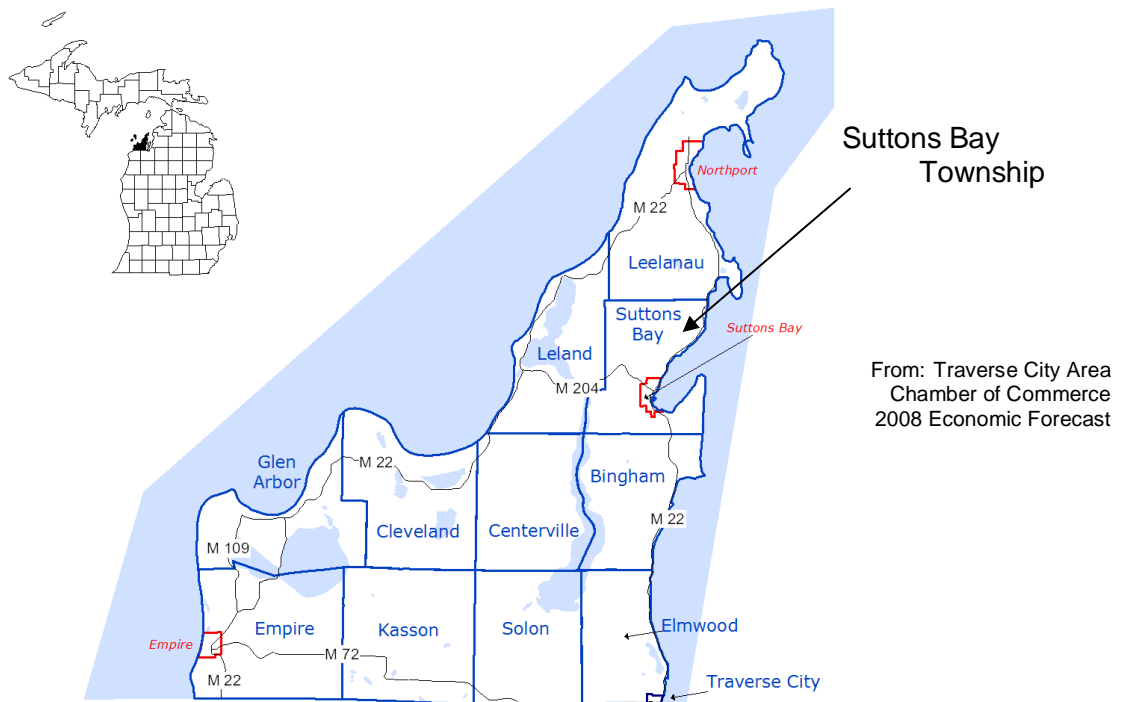 Suttons Bay
Township
Northport
M 22
Leelanau
Suttons
Bay
Suttons Bay
Leland
M 204
From: Traverse City Area
Chamber of Commerce
2008 Economic Forecast
Glen
Arbor
M 22
Bingham
Cleveland
Centerville
M 22
M 109
Empire
Empire
Kasson
Solon
Elmwood
M 72
M 22
Traverse City